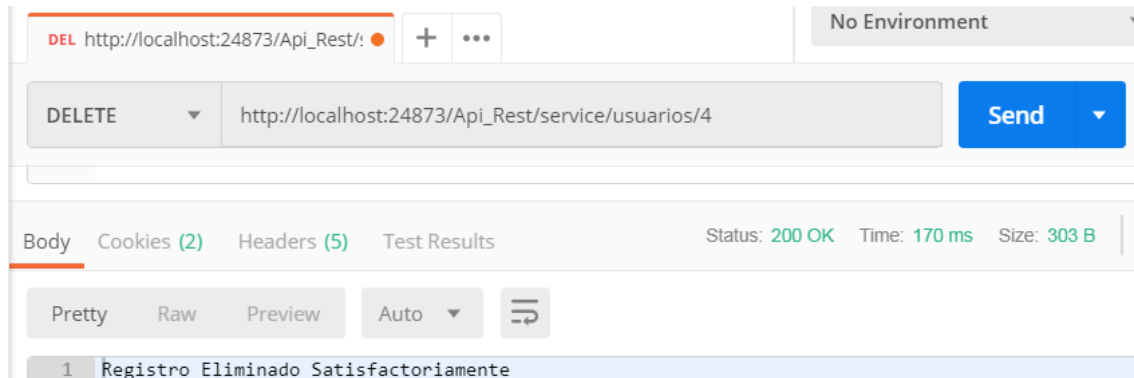 No Environment
DEL http://localhost:24873/Api_Rest/s
DELETE http://localhost:24873/Api_Rest/service/usuarios/4 Send
Body Cookies (2) Headers (5) Test Results Status: 200 OK Time: 170 ms Size: 303 B
Pretty Raw Preview Auto
1 Registro Eliminado Satisfactoriamente